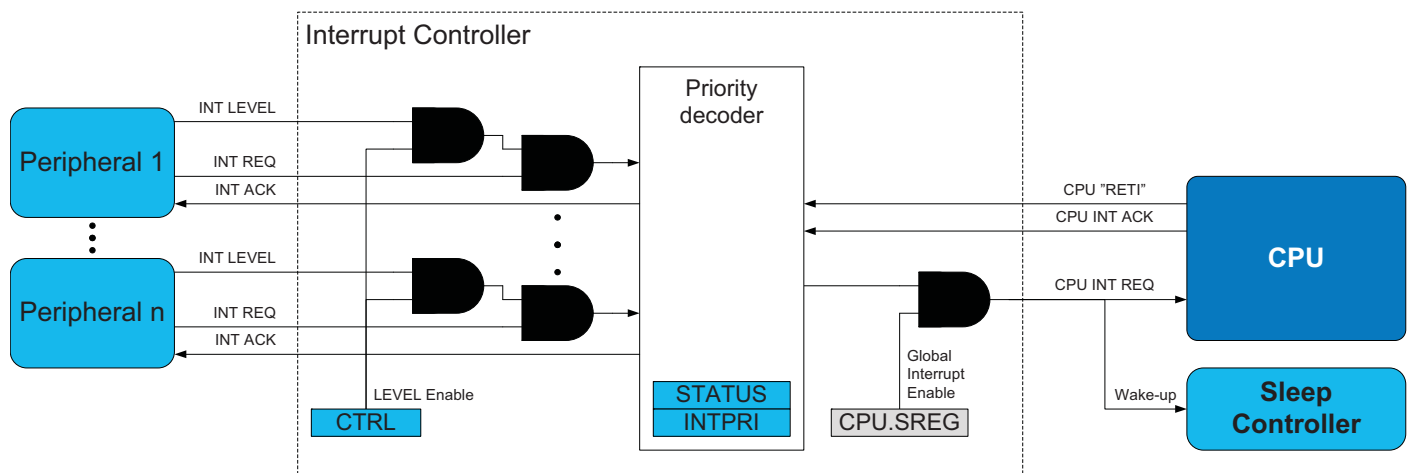 Interrupt Controller
Peripheral 1
INT LEVEL
INT REQ
INT ACK
Peripheral n
INT LEVEL
INT REQ
INT ACK
LEVEL Enable
CTRL
Priority
decoder
STATUS
INTPRI
Global
Interrupt
Enable
CPU.SREG
CPU ”RETI”
CPU INT ACK
CPU INT REQ
CPU
Wake-up
Sleep
Controller